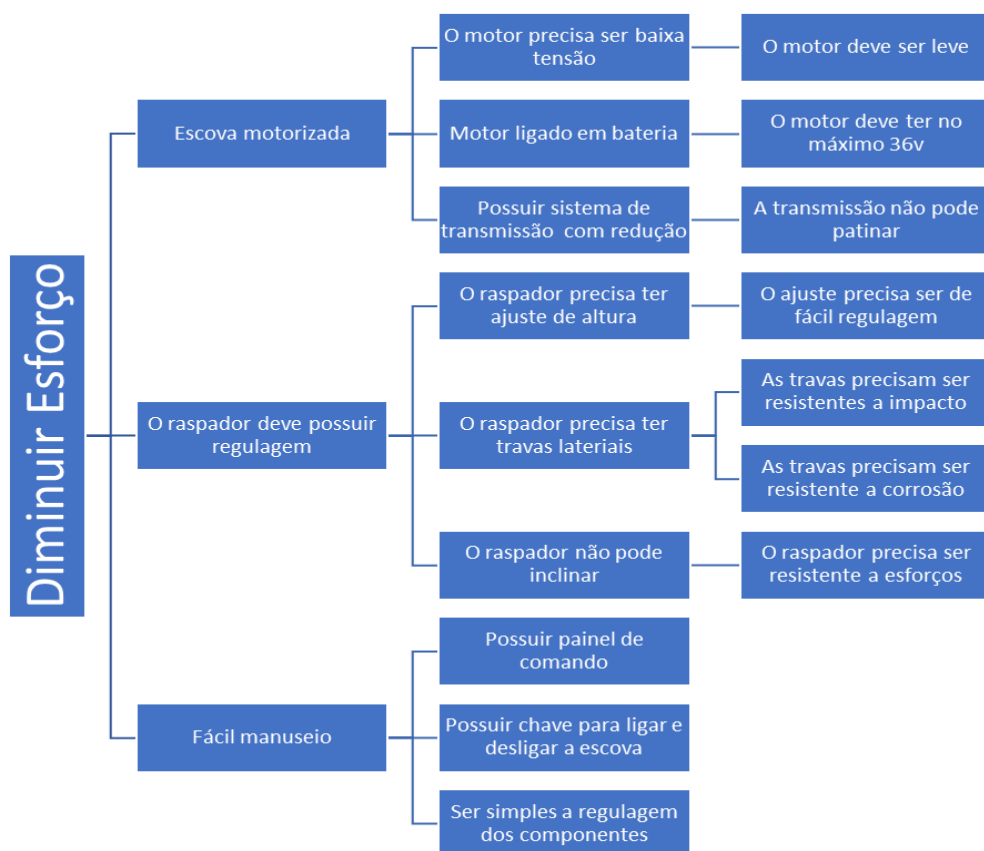 Diminuir Esforço
Escova motorizada
O motor precisa ser baixa
tensão
O motor deve ser leve
Motor ligado em bateria
O motor deve ter no
máximo 36v
Possuir sistema de
transmissão com redução
A transmissão não pode
patinar
O raspador deve possuir
regulagem
O raspador precisa ter
ajuste de altura
O ajuste precisa ser de
fácil regulagem
O raspador precisa ter
travas lateriais
As travas precisam ser
resistentes a impacto
As travas precisam ser
resistente a corrosão
O raspador não pode
inclinar
O raspador precisa ser
resistente a esforços
Fácil manuseio
Possuir painel de
comando
Possuir chave para ligar e
desligar a escova
Ser simples a regulagem
dos componentes